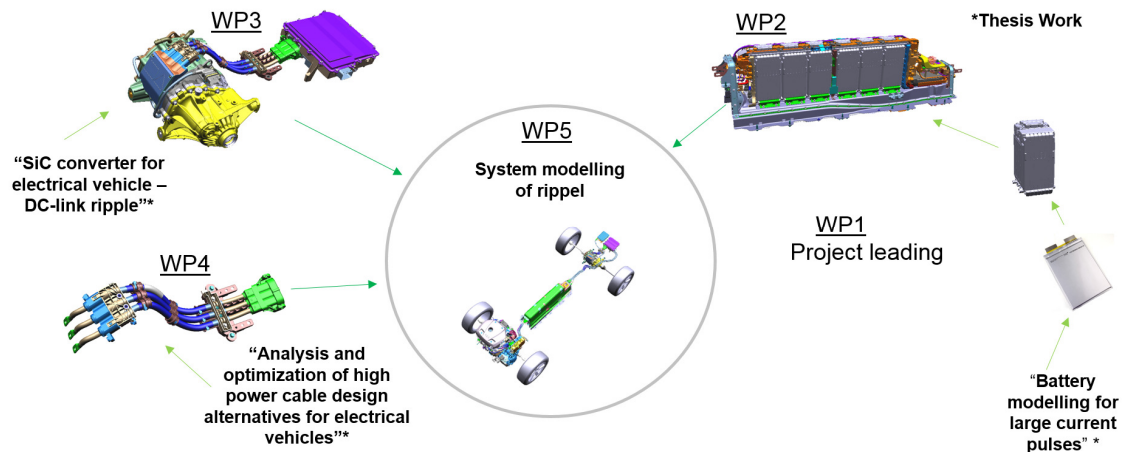 WP3
WP2
*Thesis Work
WP5
System modelling
of rippel
“SiC converter for
electrical vehicle –
DC-link ripple”*
WP1
Project leading
WP4
“Analysis and
optimization of high
power cable design
alternatives for electrical
vehicles”*
“Battery
modelling for
large current
pulses” *